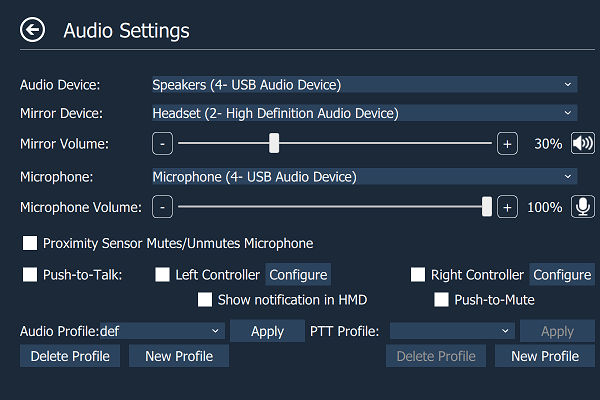 Audio Settings
Audio Device: Speakers (4- USB Audio Device)
Mirror Device: Headset (2- High Definition Audio Device)
Mirror Volume: - + 30%
Microphone: Microphone (4- USB Audio Device)
Microphone Volume: - + 100%
Proximity Sensor Mutes/Unmutes Microphone
Push-to-Talk: Left Controller Configure Right Controller Configure
Show notification in HMD Push-to-Mute
Audio Profile: def Apply PTT Profile: Apply
Delete Profile New Profile Delete Profile New Profile